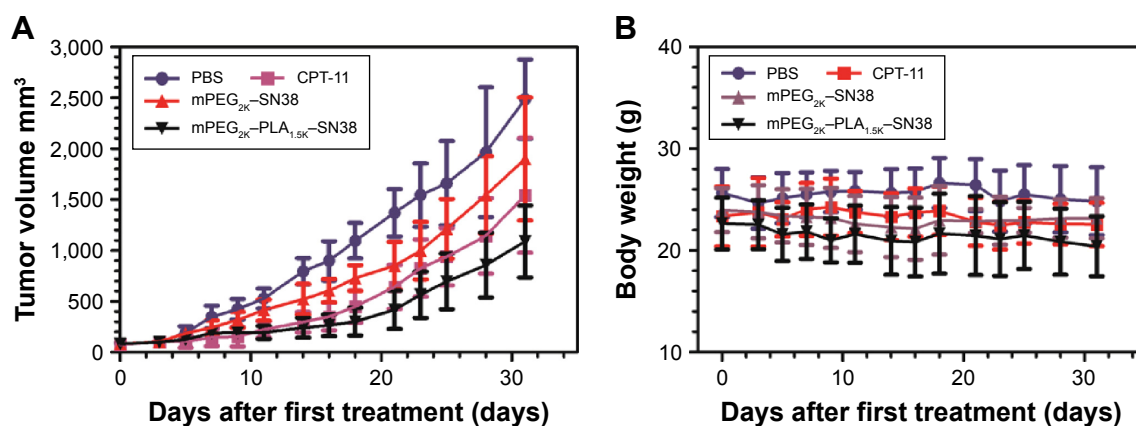 A
Tumor volume mm³
3,000
2,500
2,000
1,500
1,000
500
0
PBS CPT-11
mPEG₂ₖ–SN38
mPEG₂ₖ–PLA₁.₅ₖ–SN38
0 10 20 30
Days after first treatment (days)
B
Body weight (g)
40
30
20
10
PBS CPT-11
mPEG₂ₖ–SN38
mPEG₂ₖ–PLA₁.₅ₖ–SN38
0 10 20 30
Days after first treatment (days)